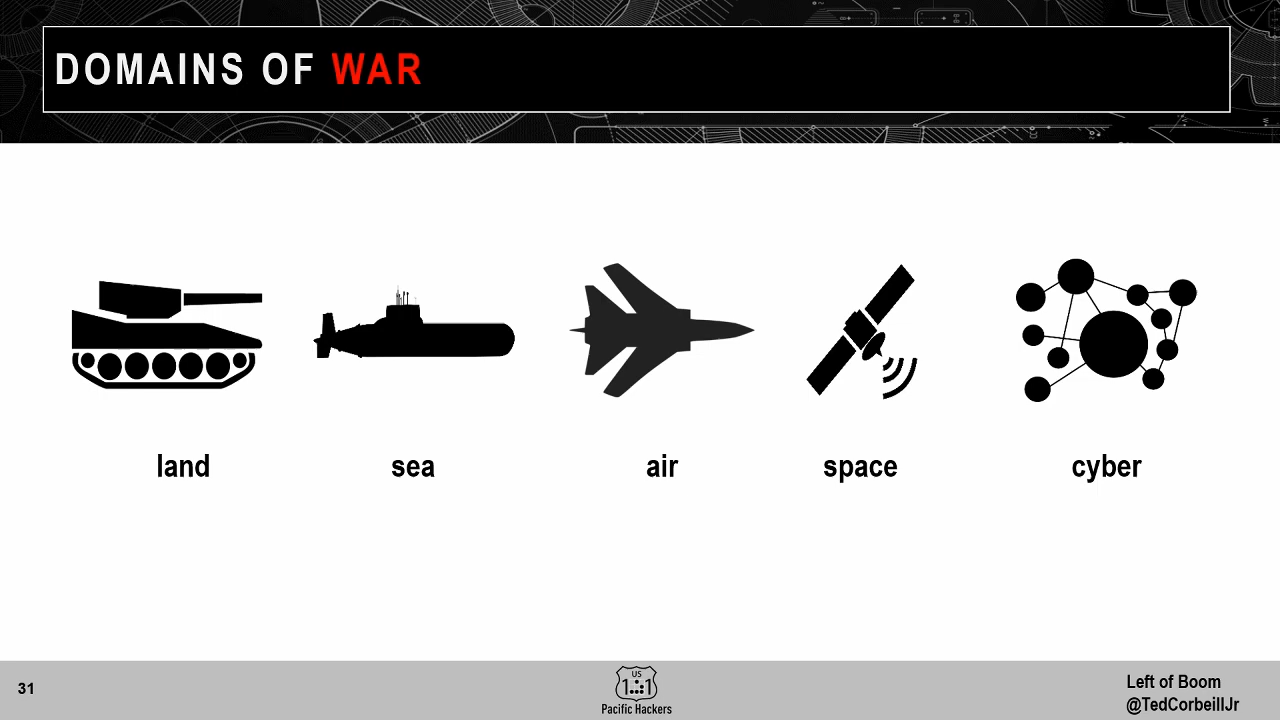 DOMAINS OF WAR
land
sea
air
space
cyber
31
US
1 1
Pacific Hackers
Left of Boom
@TedCorbeillJr